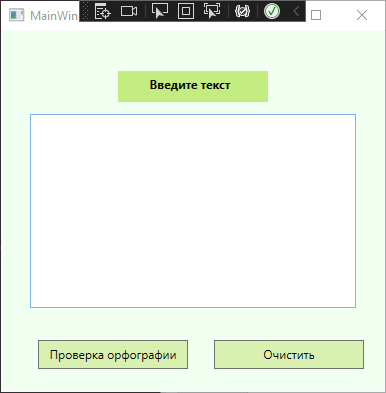 MainWin
Введите текст
Проверка орфографии
Очистить